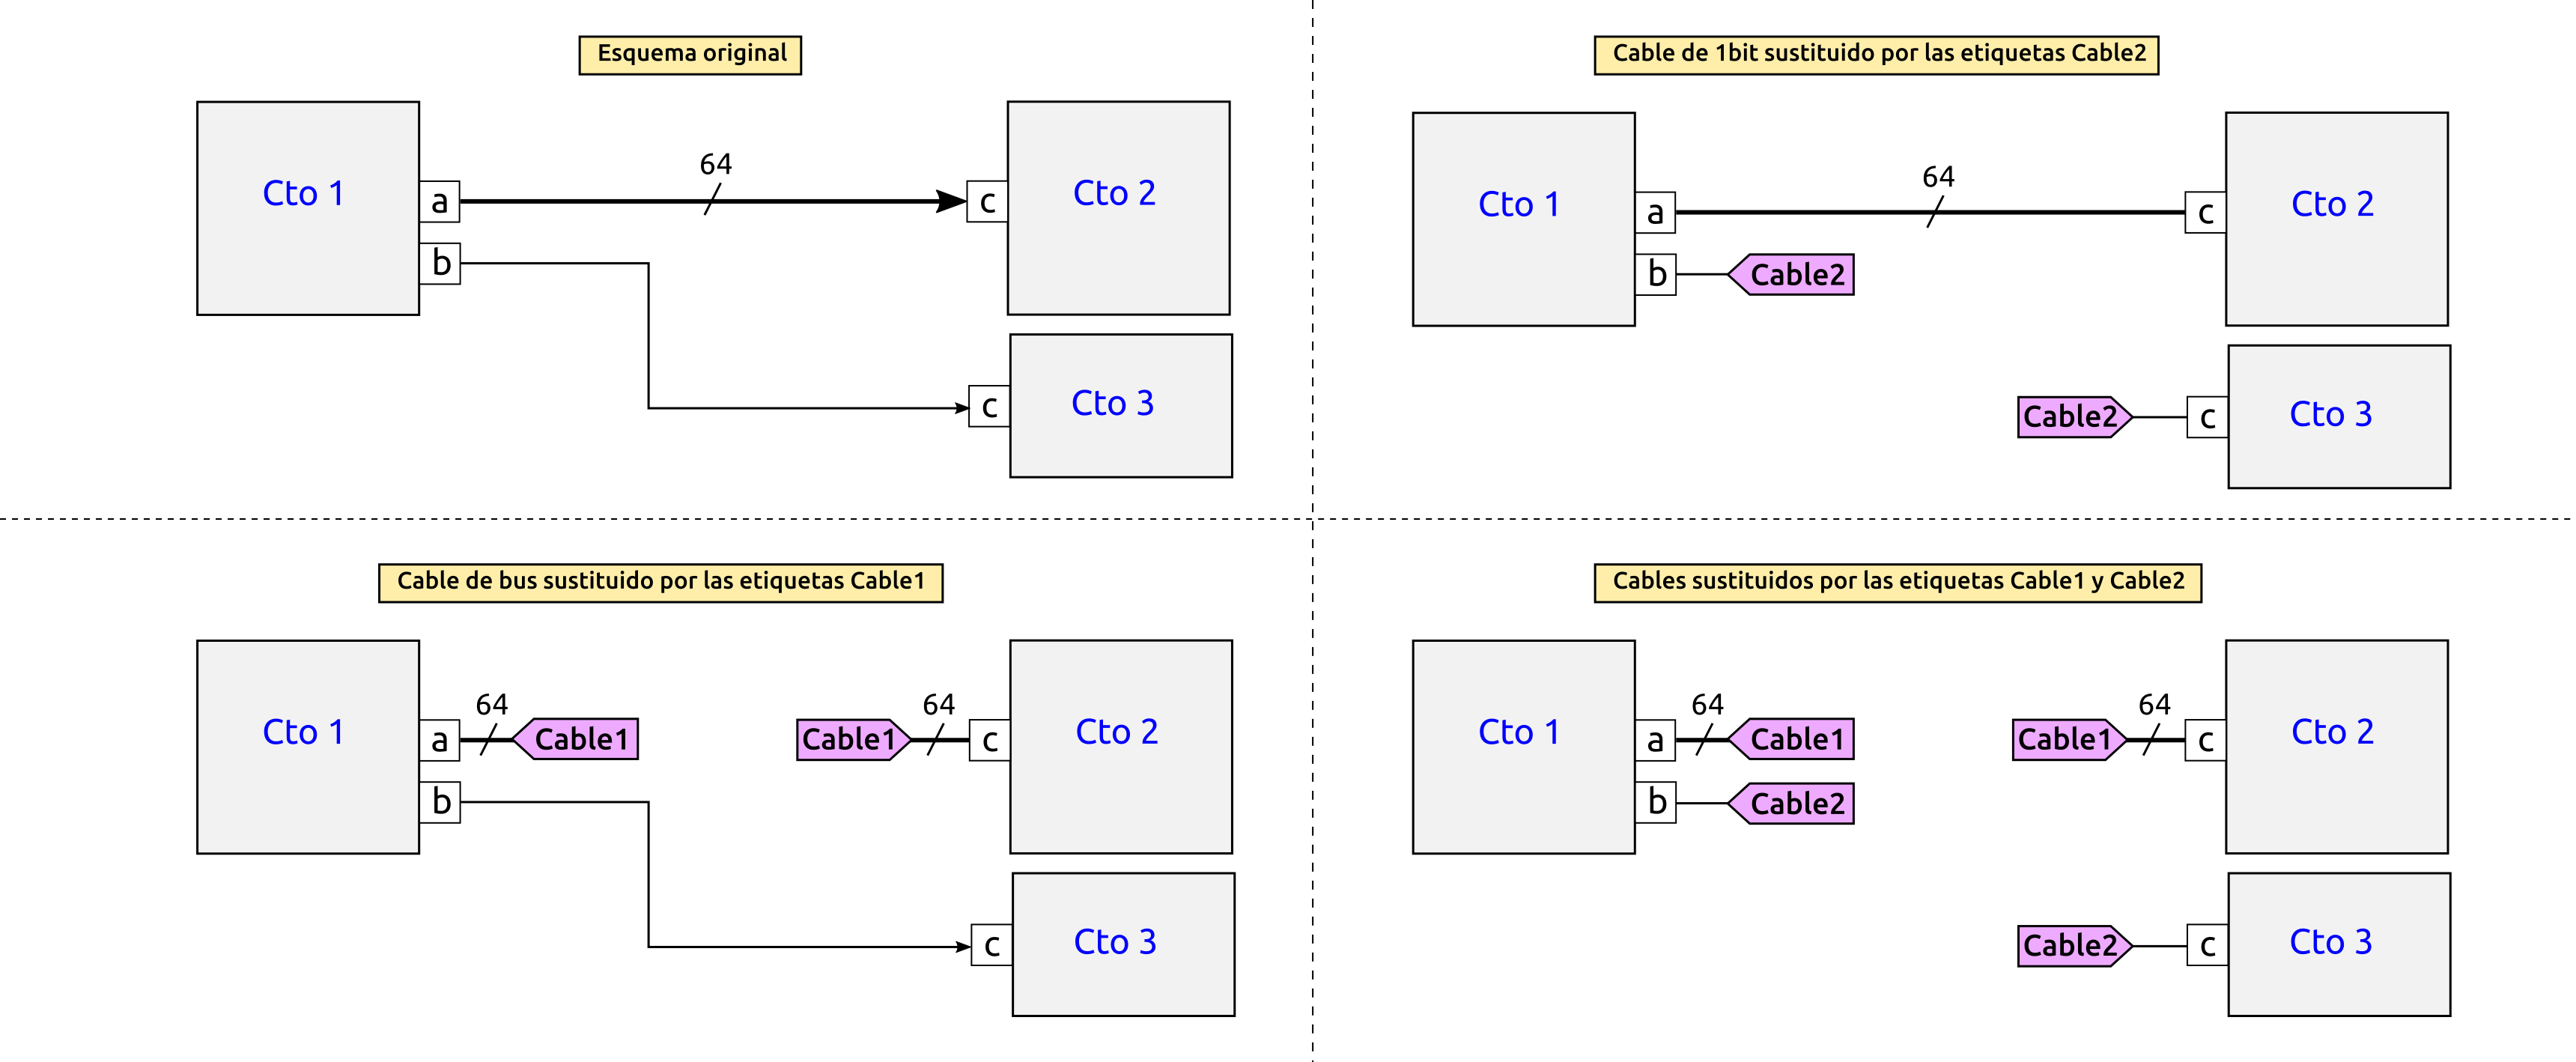 Esquema original
64
Cto 1
a
c
Cto 2
b
c
Cto 3
Cable de 1bit sustituido por las etiquetas Cable2
64
Cto 1
a
c
Cto 2
b
Cable2
Cable2
c
Cto 3
Cable de bus sustituido por las etiquetas Cable1
64
64
Cto 1
a
Cable1
Cable1
c
Cto 2
b
c
Cto 3
Cables sustituidos por las etiquetas Cable1 y Cable2
64
64
Cto 1
a
Cable1
Cable1
c
Cto 2
b
Cable2
Cable2
c
Cto 3